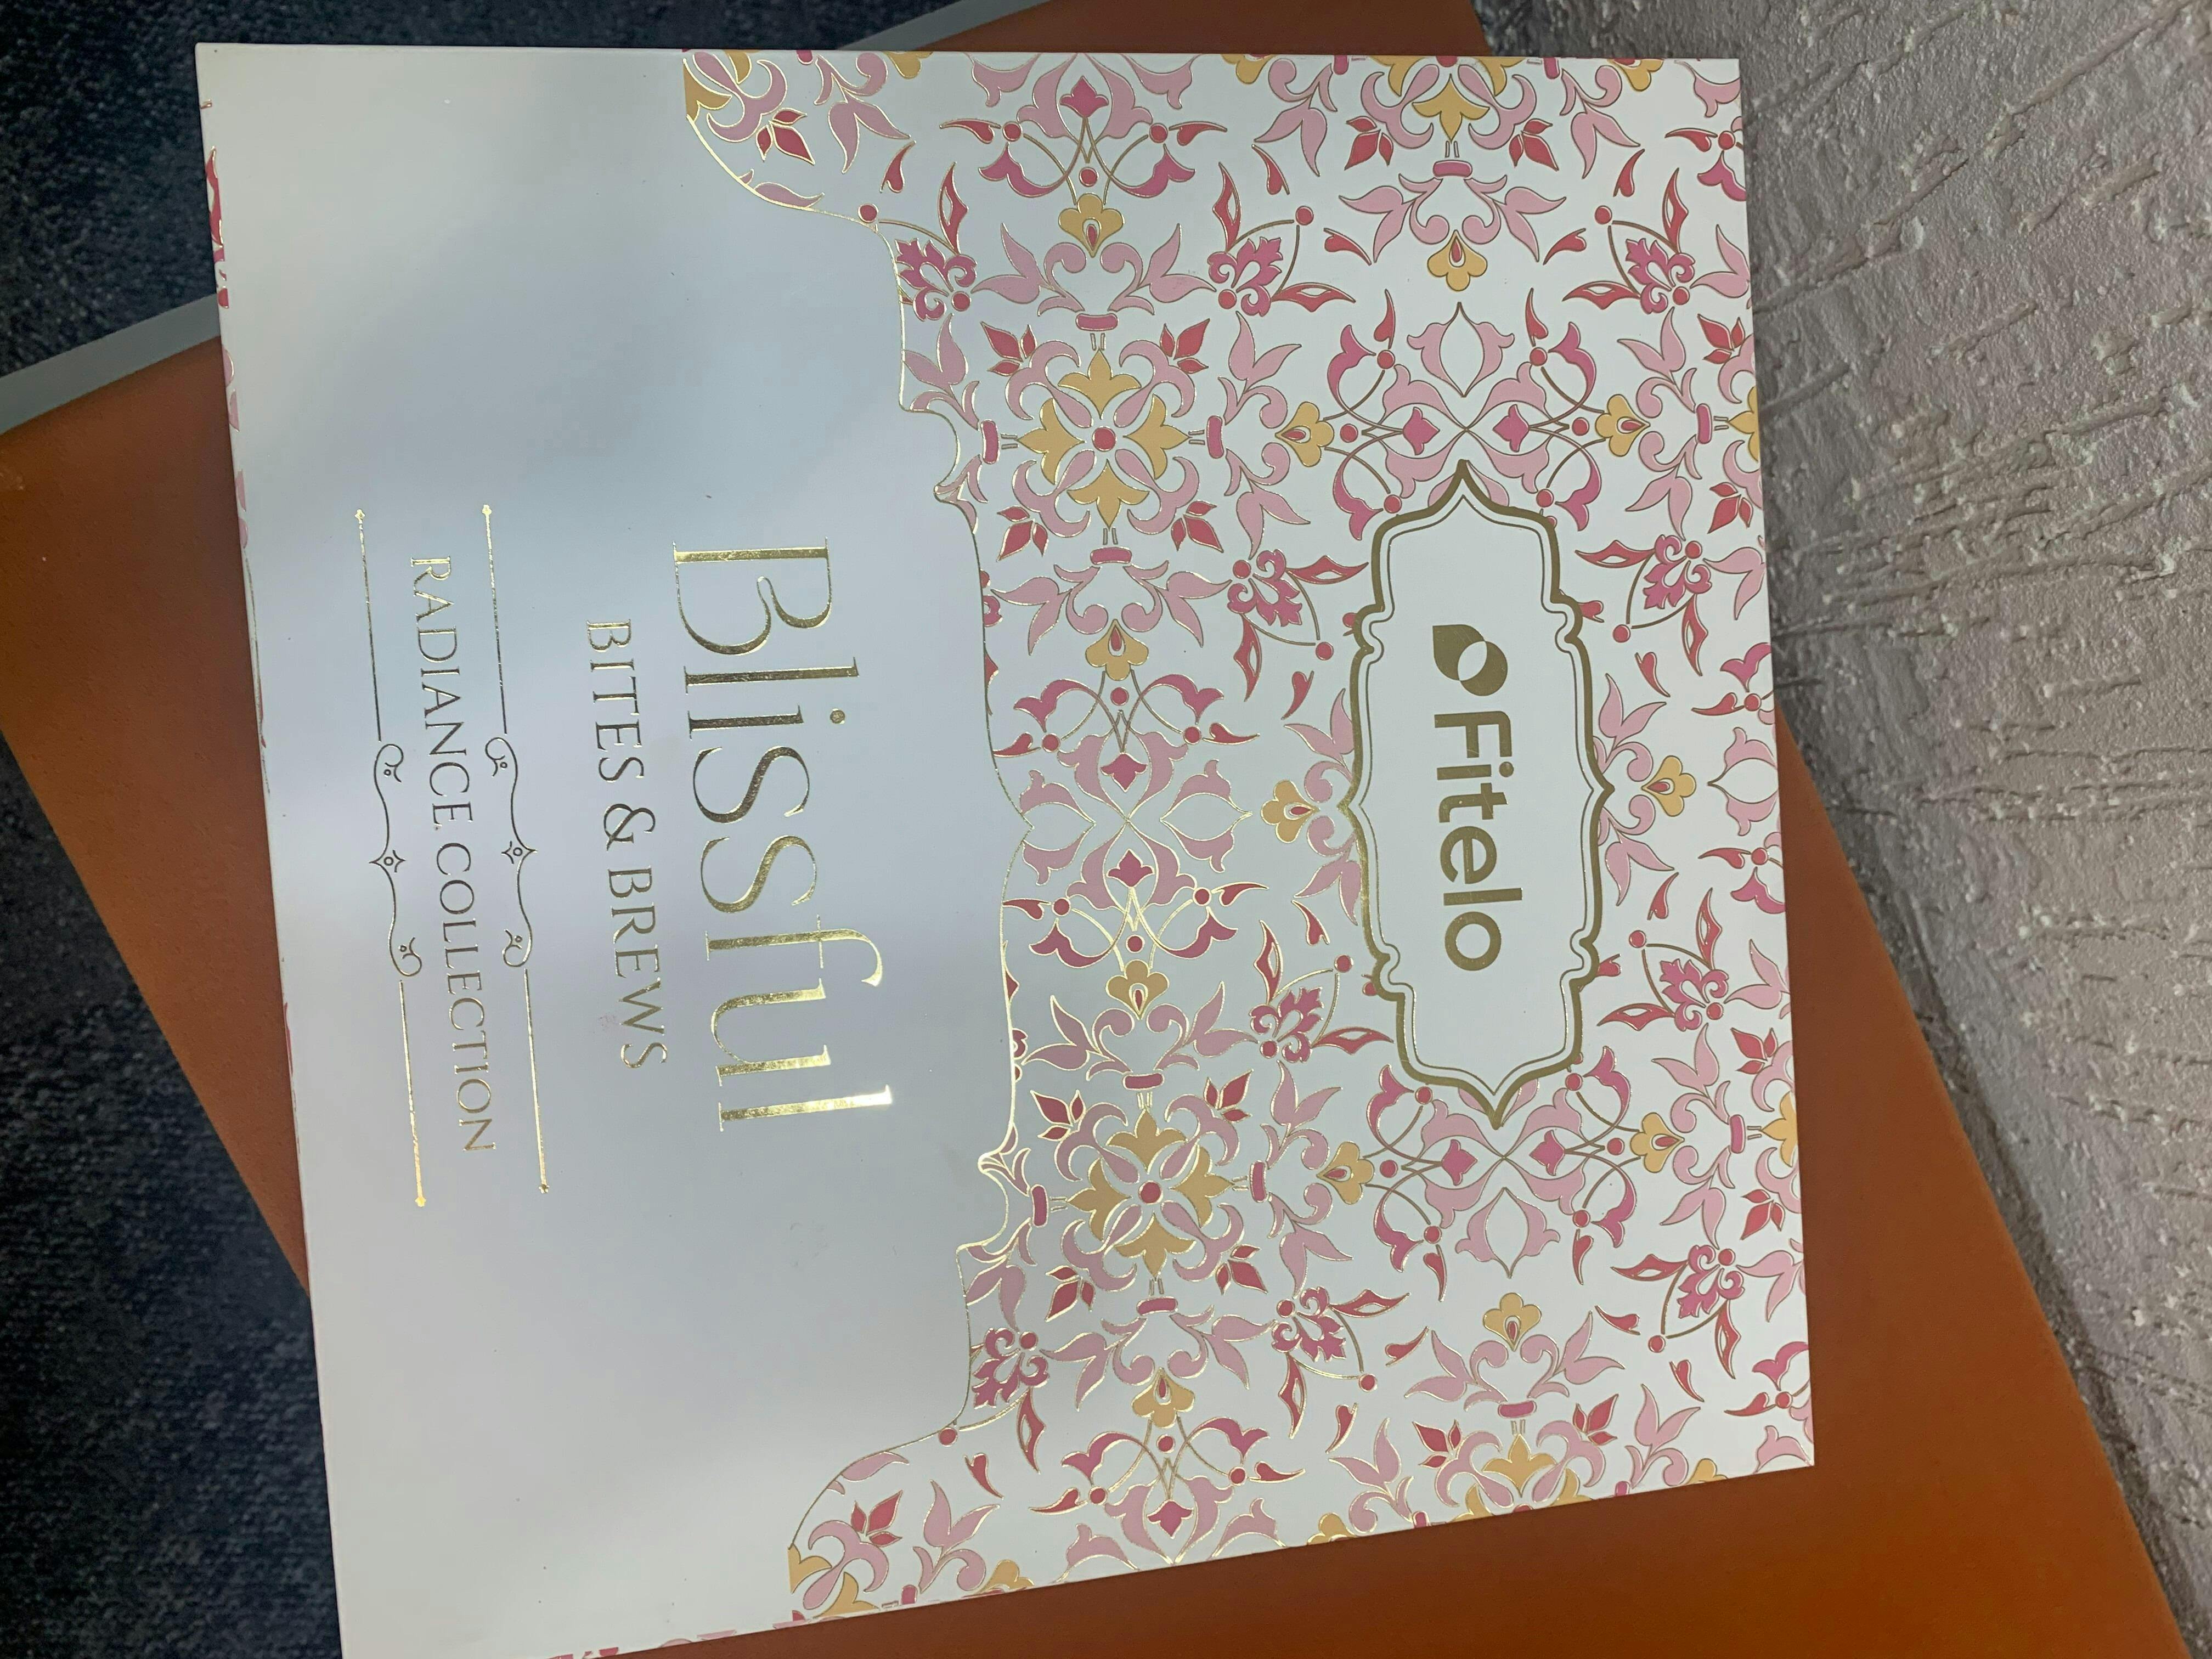 Fitelo
Blissful
BITES & BREWS
RADIANCE COLLECTION